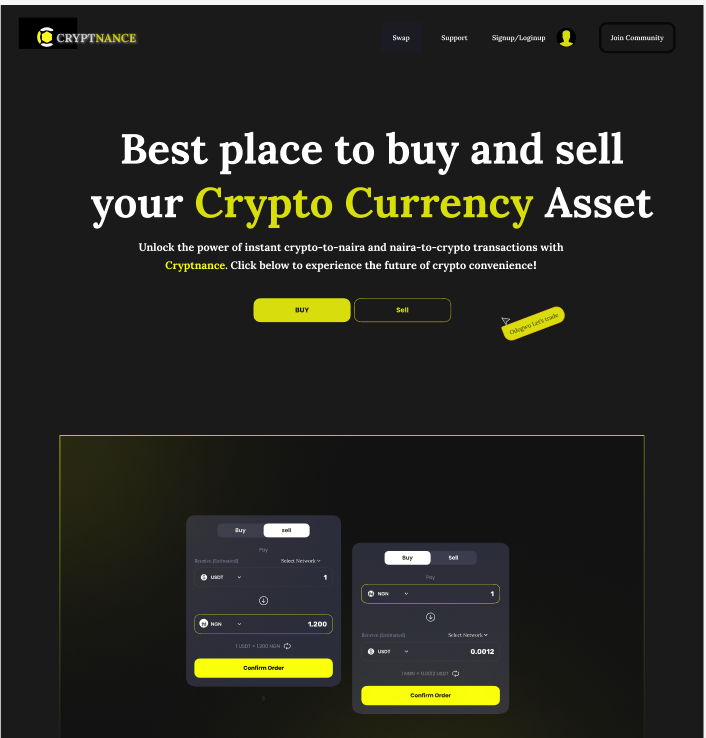 CRYPTNANCE
Swap
Support
Signup/Loginup
Join Community
Best place to buy and sell
your Crypto Currency Asset
Unlock the power of instant crypto-to-naira and naira-to-crypto transactions with
Cryptnance. Click below to experience the future of crypto convenience!
BUY
Sell
Odogwu Let's trade
Buy
sell
Pay
Receive (Estimated)
Select Network
USDT
1
NGN
1.200
1 USDT = 1,200 NGN
Confirm Order
Buy
Sell
Pay
NGN
1
Receive (Estimated)
Select Network
USDT
0.0012
Confirm Order